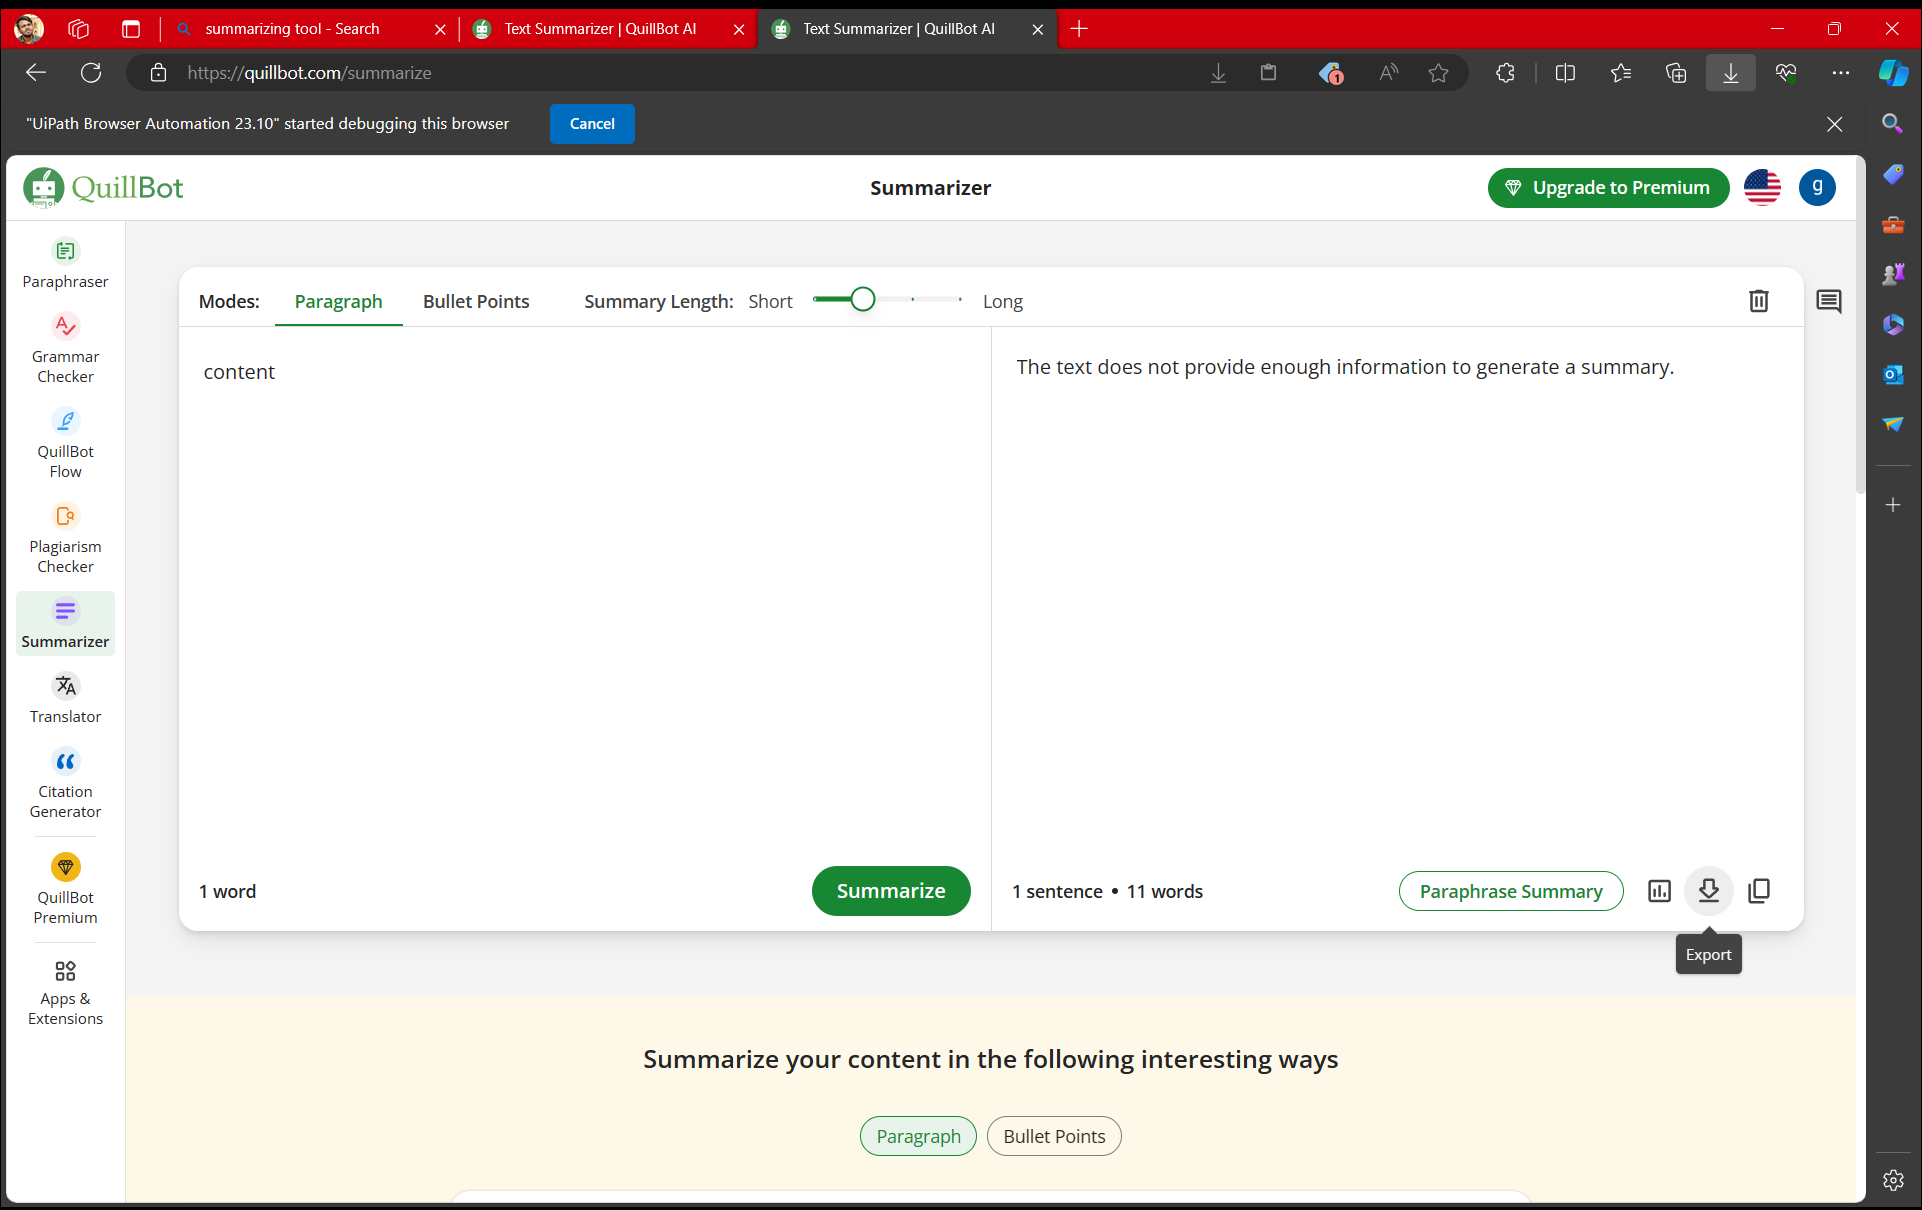 summarizing tool - Search
Text Summarizer | QuillBot AI
Text Summarizer | QuillBot AI
https://quillbot.com/summarize
1
"UiPath Browser Automation 23.10" started debugging this browser
Cancel
QuillBot
Summarizer
Upgrade to Premium
g
Paraphraser
Grammar
Checker
QuillBot
Flow
Plagiarism
Checker
Summarizer
Translator
Citation
Generator
QuillBot
Premium
Apps &
Extensions
Modes:
Paragraph
Bullet Points
Summary Length:
Short
Long
content
The text does not provide enough information to generate a summary.
1 word
Summarize
1 sentence • 11 words
Paraphrase Summary
Export
Summarize your content in the following interesting ways
Paragraph
Bullet Points